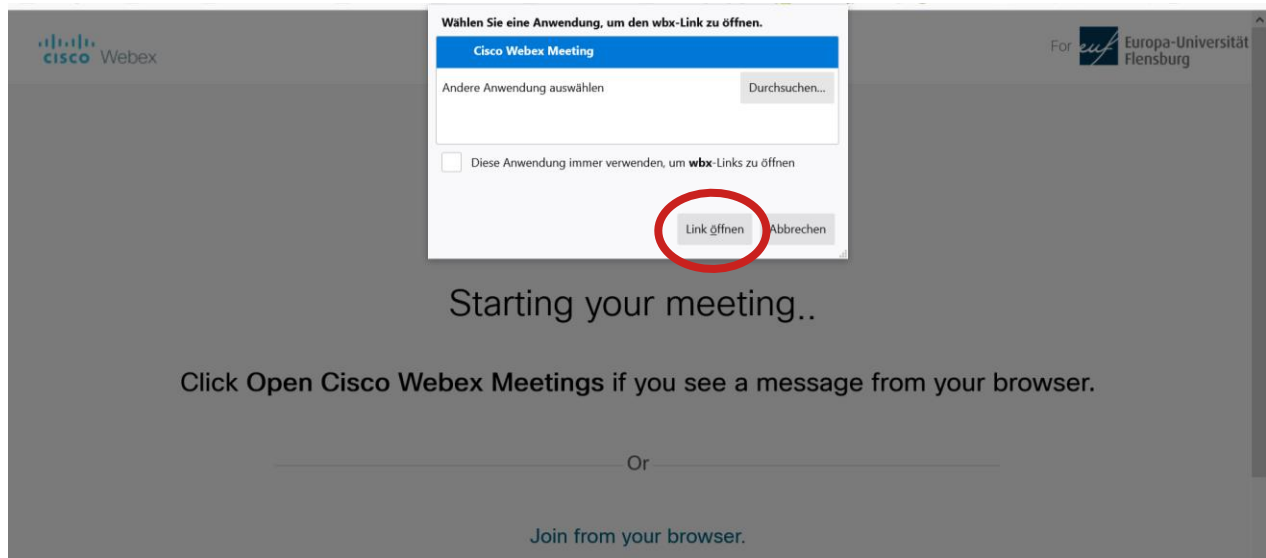 Wählen Sie eine Anwendung, um den wbx-Link zu öffnen.
Cisco Webex Meeting
Andere Anwendung auswählen
Durchsuchen...
Diese Anwendung immer verwenden, um wbx-Links zu öffnen
Link öffnen
Abbrechen
CISCO Webex
For euf Europa-Universität
Flensburg
Starting your meeting..
Click Open Cisco Webex Meetings if you see a message from your browser.
Or
Join from your browser.